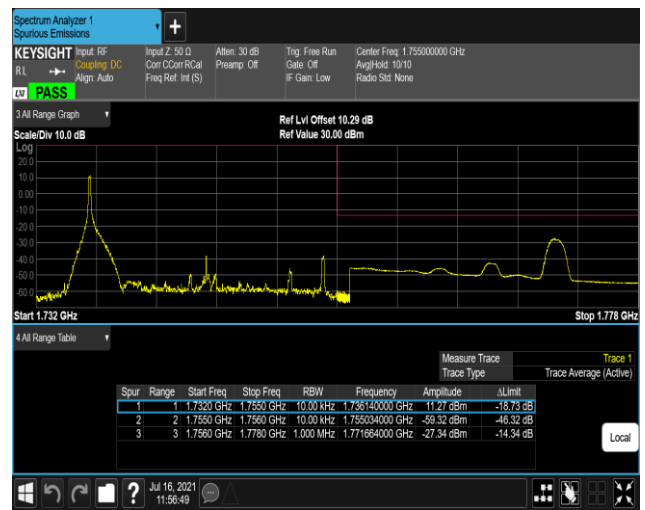 Spectrum Analyzer 1
Spurious Emissions
+
KEYSIGHT Input: RF Input Z: 50 Ω Atten: 30 dB Trig: Free Run Center Freq: 1.755000000 GHz
R L Coupling: DC Corr CCorr RCal Preamp: Off Gate: Off Avg|Hold: 10/10
Align: Auto Freq Ref: Int (S) IF Gain: Low Radio Std: None
LXI PASS
3 All Range Graph
Ref Lvl Offset 10.29 dB
Scale/Div 10.0 dB Ref Value 30.00 dBm
Log
20.0
10.0
0.00
-10.0
-20.0
-30.0
-40.0
-50.0
-60.0
Start 1.732 GHz Stop 1.778 GHz
4 All Range Table
Measure Trace Trace 1
Trace Type Trace Average (Active)
Spur Range Start Freq Stop Freq RBW Frequency Amplitude ΔLimit
1 1 1.7320 GHz 1.7550 GHz 10.00 kHz 1.736140000 GHz 11.27 dBm -18.73 dB
2 2 1.7550 GHz 1.7560 GHz 10.00 kHz 1.755034000 GHz -59.32 dBm -46.32 dB
3 3 1.7560 GHz 1.7780 GHz 1.000 MHz 1.771664000 GHz -27.34 dBm -14.34 dB
Local
? Jul 16, 2021
11:56:49